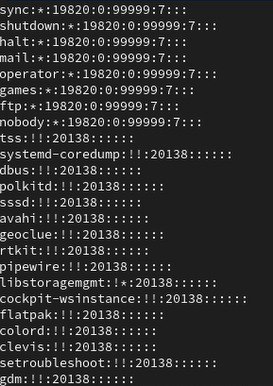 sync:*:19820:0:99999:7:::
shutdown:*:19820:0:99999:7:::
halt:*:19820:0:99999:7:::
mail:*:19820:0:99999:7:::
operator:*:19820:0:99999:7:::
games:*:19820:0:99999:7:::
ftp:*:19820:0:99999:7:::
nobody:*:19820:0:99999:7:::
tss:!!:20138::::::
systemd-coredump:!!:20138::::::
dbus:!!:20138::::::
polkitd:!!:20138::::::
sssd:!!:20138::::::
avahi:!!:20138::::::
geoclue:!!:20138::::::
rtkit:!!:20138::::::
pipewire:!!:20138::::::
libstoragemgmt:!*:20138::::::
cockpit-wsinstance:!!:20138::::::
flatpak:!!:20138::::::
colord:!!:20138::::::
clevis:!!:20138::::::
setroubleshoot:!!:20138::::::
gdm:!!:20138::::::